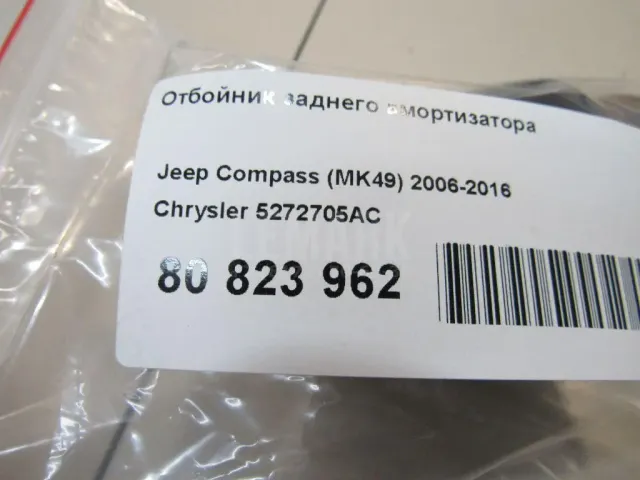 Отбойник заднего амортизатора
Jeep Compass (MK49) 2006-2016
Chrysler 5272705AC
80 823 962